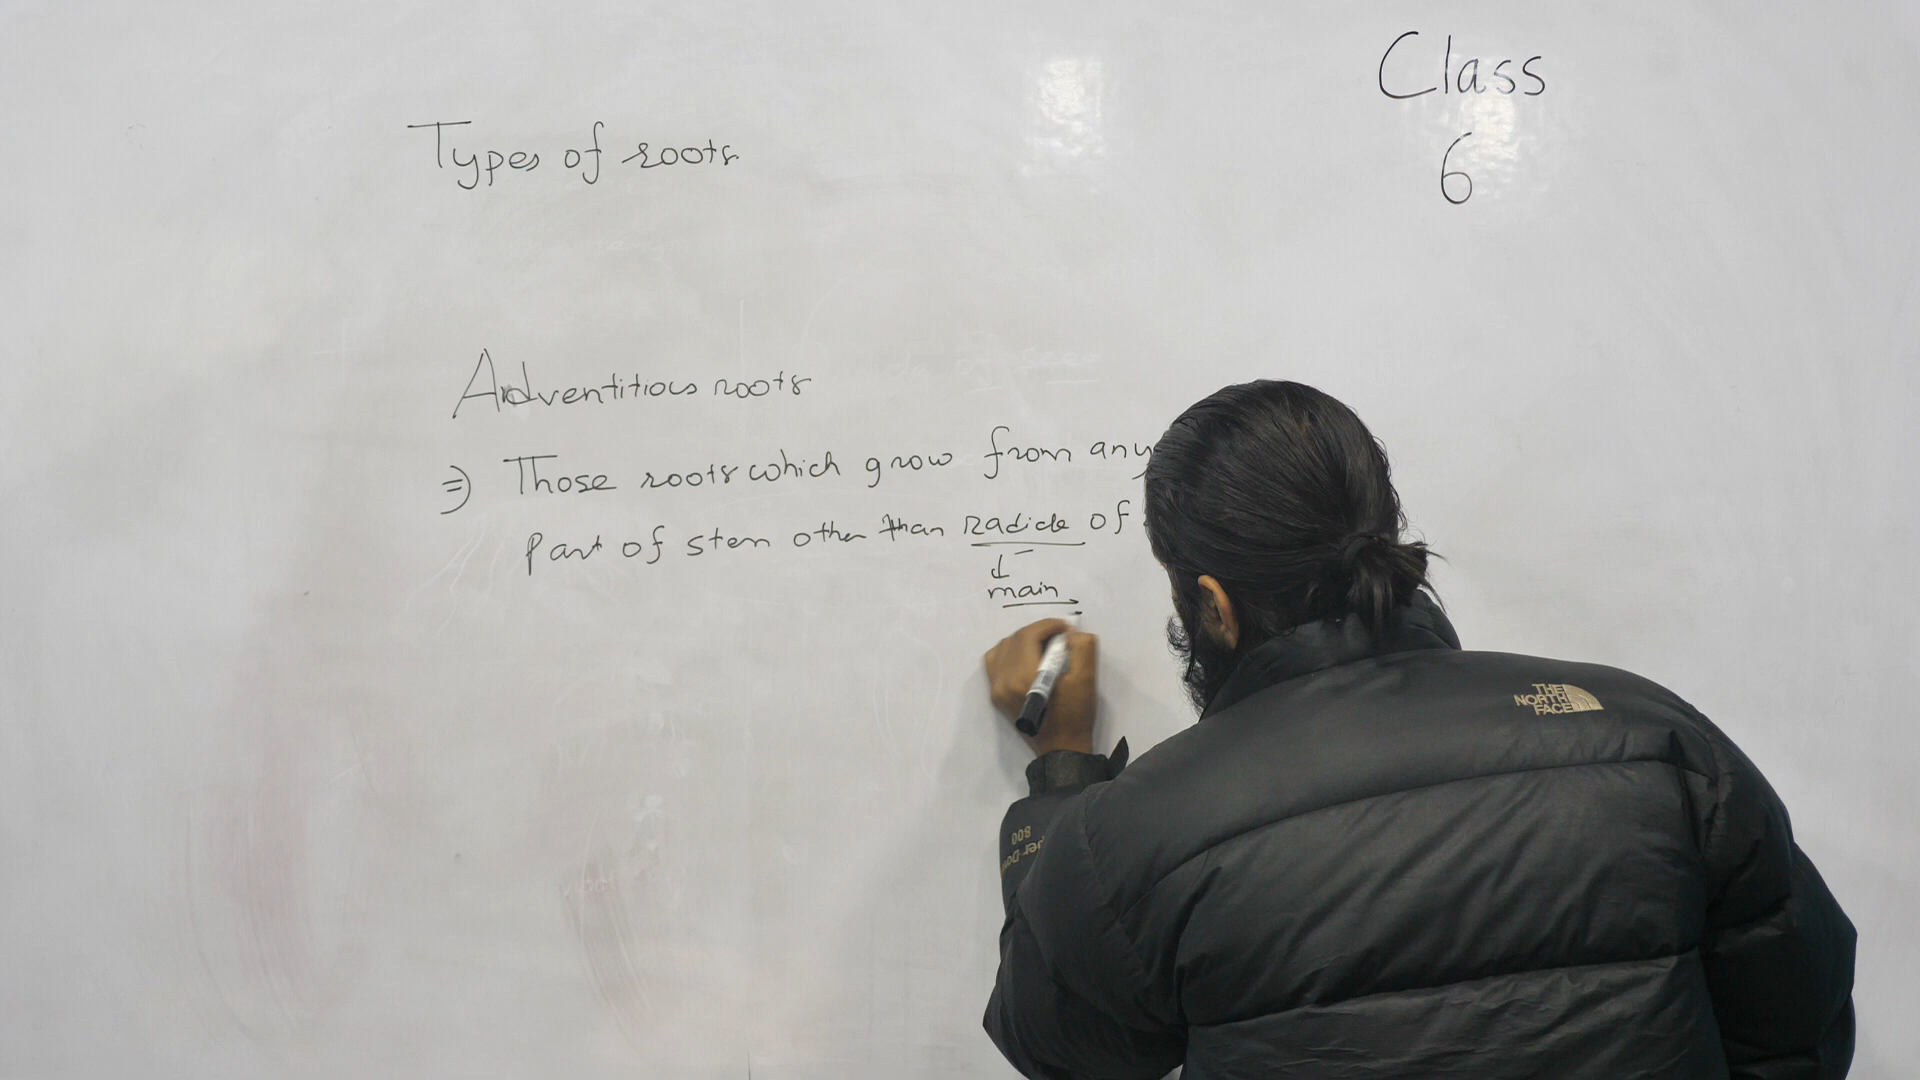 Class
6
Types of roots
Adventitious roots
⇒ Those roots which grow from any
part of stem other than radicle of
↓
main
THE
NORTH
FACE
800